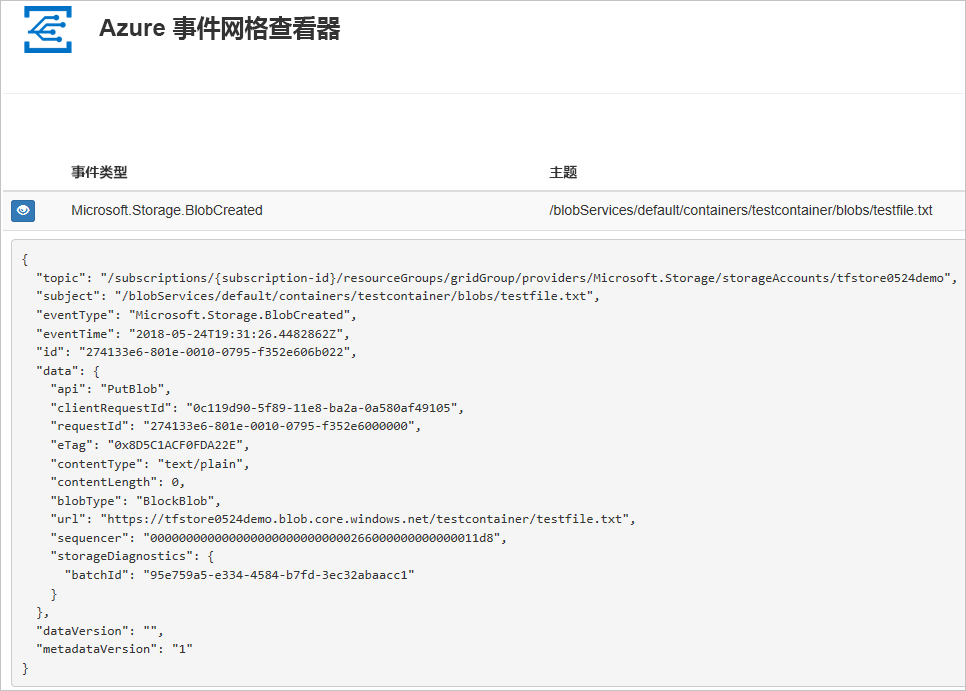 Azure 事件网格查看器
事件类型 主题
Microsoft.Storage.BlobCreated /blobServices/default/containers/testcontainer/blobs/testfile.txt
{
"topic": "/subscriptions/{subscription-id}/resourceGroups/gridGroup/providers/Microsoft.Storage/storageAccounts/tfstore0524demo",
"subject": "/blobServices/default/containers/testcontainer/blobs/testfile.txt",
"eventType": "Microsoft.Storage.BlobCreated",
"eventTime": "2018-05-24T19:31:26.4482862Z",
"id": "274133e6-801e-0010-0795-f352e606b022",
"data": {
"api": "PutBlob",
"clientRequestId": "0c119d90-5f89-11e8-ba2a-0a580af49105",
"requestId": "274133e6-801e-0010-0795-f352e6000000",
"eTag": "0x8D5C1ACF0FDA22E",
"contentType": "text/plain",
"contentLength": 0,
"blobType": "BlockBlob",
"url": "https://tfstore0524demo.blob.core.windows.net/testcontainer/testfile.txt",
"sequencer": "00000000000000000000000000000266000000000000011d8",
"storageDiagnostics": {
"batchId": "95e759a5-e334-4584-b7fd-3ec32abaacc1"
}
},
"dataVersion": "",
"metadataVersion": "1"
}